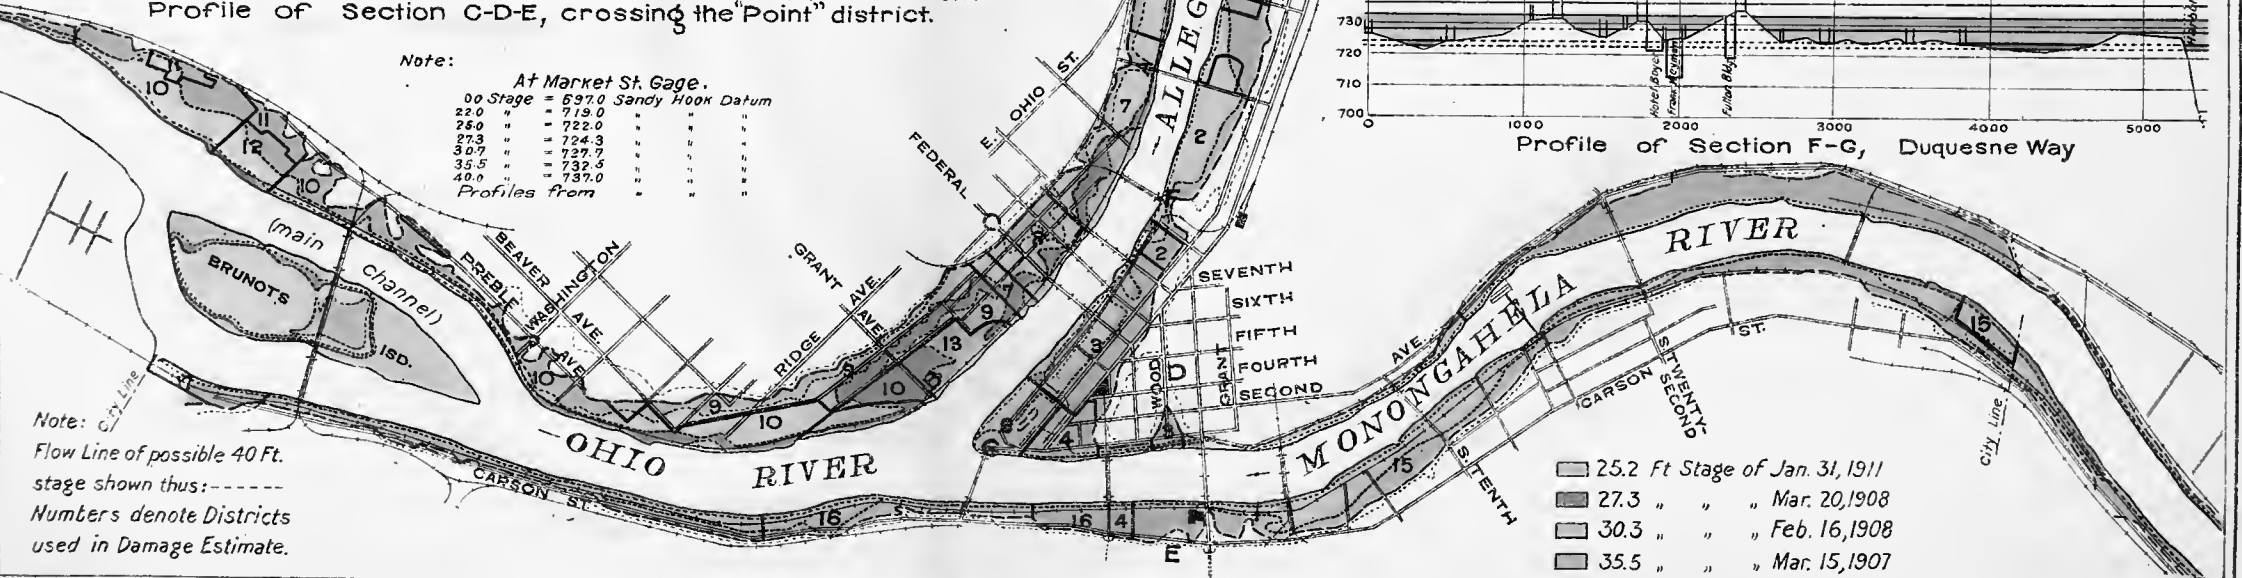 Profile of Section C-D-E, crossing the "Point" district.
Note:
At Market St. Gage.
00 Stage = 697.0 Sandy Hook Datum
22.0 " = 719.0 " " "
25.0 " = 722.0 " " "
27.3 " = 724.3 " " "
30.7 " = 727.7 " " "
35.5 " = 732.5 " " "
40.0 " = 737.0 " " "
Profiles from " " "
730
720
710
700
0 1000 2000 3000 4000 5000
Hotel Boyer
Fulton Bldg.
Profile of Section F-G, Duquesne Way
10
11
12
10
(main
channel)
BRUNOTS
ISD.
PREBLE AVE.
BEAVER AVE.
WASHINGTON
10
9
10
RIDGE AVE.
GRANT AVE.
FEDERAL
E. OHIO ST.
ALLEG
7
2
2
8
7
9
13
10
13
3
4
G
SEVENTH
SIXTH
FIFTH
FOURTH
SECOND
WOOD
GRANT
D
OHIO RIVER
CARSON ST.
16
16
4
E
MONONGAHELA RIVER
AVE.
15
S. TENTH
CARSON ST.
S. TWENTY-
SECOND
15
City Line
City Line
Note:
Flow Line of possible 40 Ft.
stage shown thus:------
Numbers denote Districts
used in Damage Estimate.
25.2 Ft Stage of Jan. 31, 1911
27.3 " " " Mar. 20, 1908
30.3 " " " Feb. 16, 1908
35.5 " " " Mar. 15, 1907